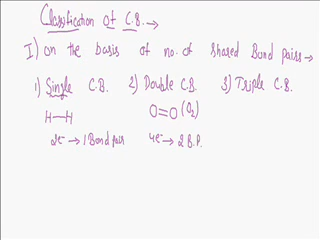 Classification of C.B. →
I) on the basis of no. of shared Bond pairs →
1) Single C.B. 2) Double C.B. 3) Triple C.B.
H—H O=O (O2)
2e⁻ → 1 Bond pair 4e⁻ → 2 B.P.